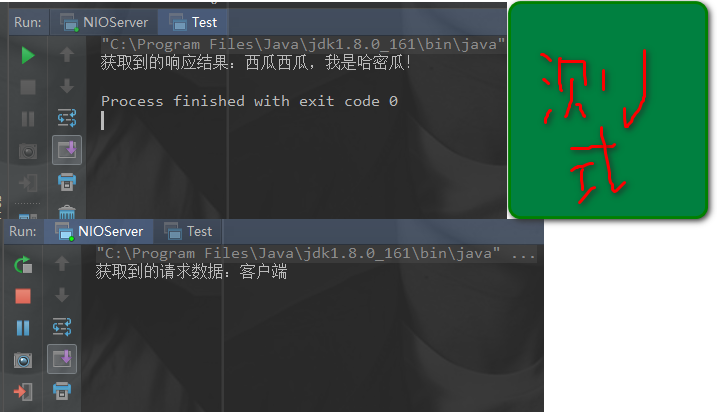 Run: NIOServer Test
"C:\Program Files\Java\jdk1.8.0_161\bin\java"
获取到的响应结果：西瓜西瓜，我是哈密瓜！
Process finished with exit code 0
测
式
Run: NIOServer Test
"C:\Program Files\Java\jdk1.8.0_161\bin\java" ...
获取到的请求数据：客户端